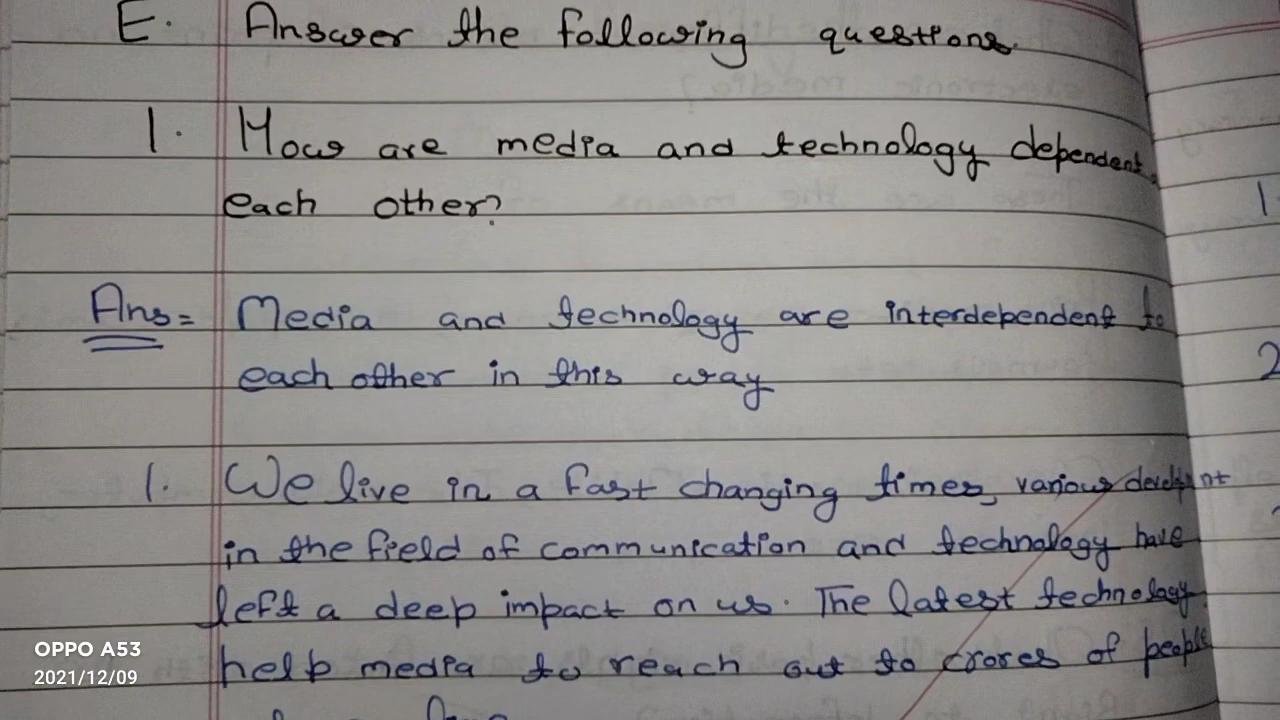 E. Answer the following questions.
1. How are media and technology dependent
each other?
Ans= Media and technology are interdependent to
each other in this way
1. We live in a fast changing times, various
in the field of communication and technology have
left a deep impact on us. The latest technology
help media to reach out to crores of people
1.
2
OPPO A53
2021/12/09